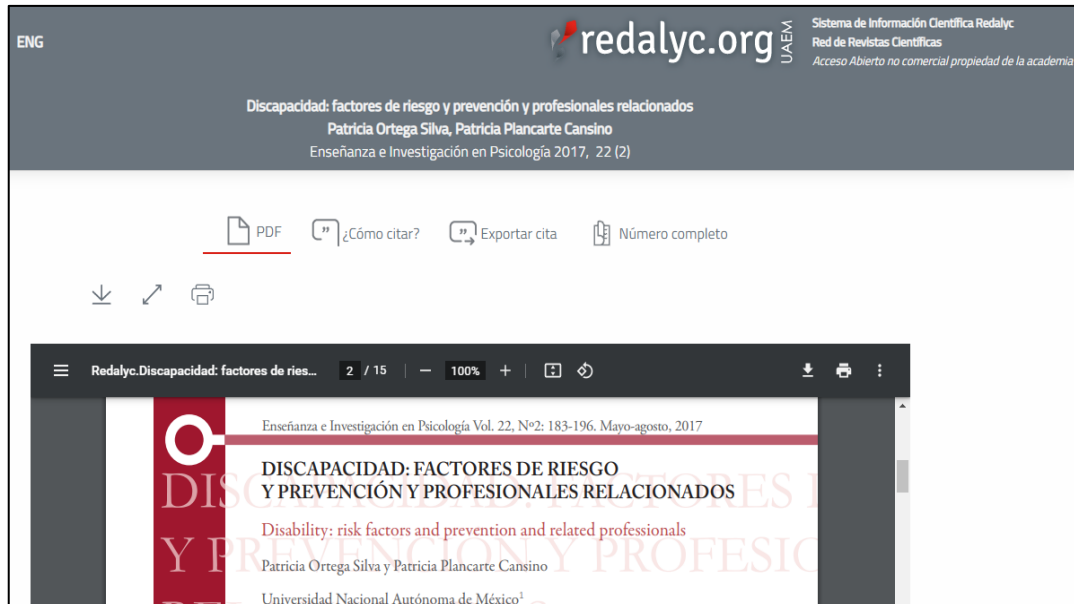 ENG
redalyc.org
UAEM
Sistema de Información Científica Redalyc
Red de Revistas Científicas
Acceso Abierto no comercial propiedad de la academia
Discapacidad: factores de riesgo y prevención y profesionales relacionados
Patricia Ortega Silva, Patricia Plancarte Cansino
Enseñanza e Investigación en Psicología 2017, 22 (2)
PDF
¿Cómo citar?
Exportar cita
Número completo
Redalyc.Discapacidad: factores de ries... 2 / 15 100%
Enseñanza e Investigación en Psicología Vol. 22, Nº2: 183-196. Mayo-agosto, 2017
DISCAPACIDAD: FACTORES DE RIESGO
Y PREVENCIÓN Y PROFESIONALES RELACIONADOS
Disability: risk factors and prevention and related professionals
Patricia Ortega Silva y Patricia Plancarte Cansino
Universidad Nacional Autónoma de México¹